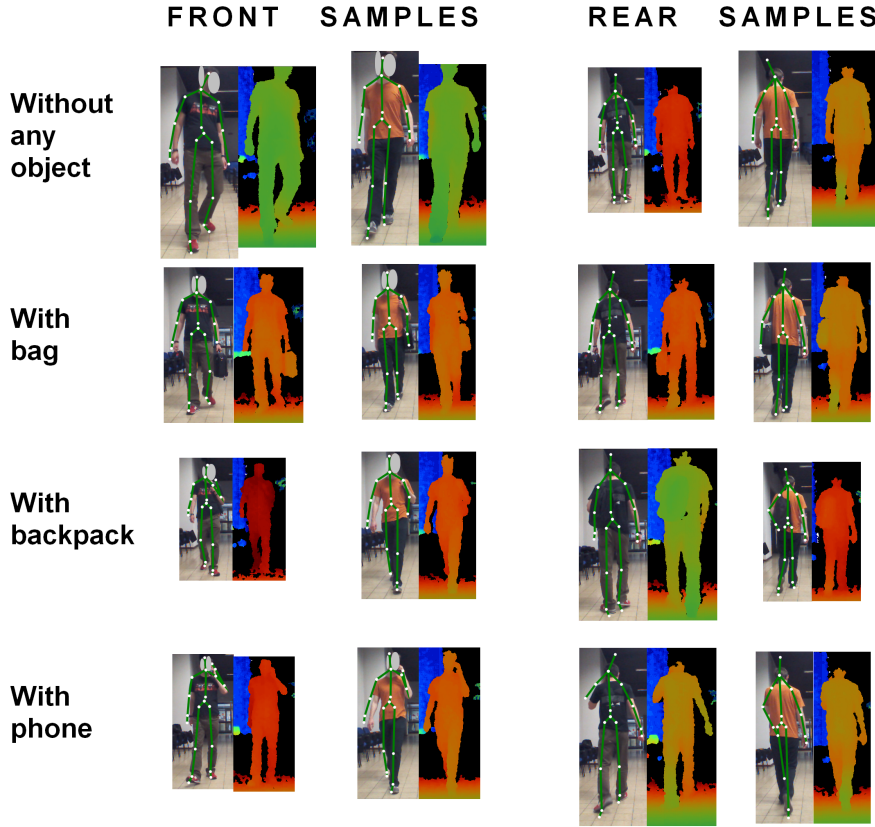 FRONT SAMPLES REAR SAMPLES
Without
any
object
With
bag
With
backpack
With
phone